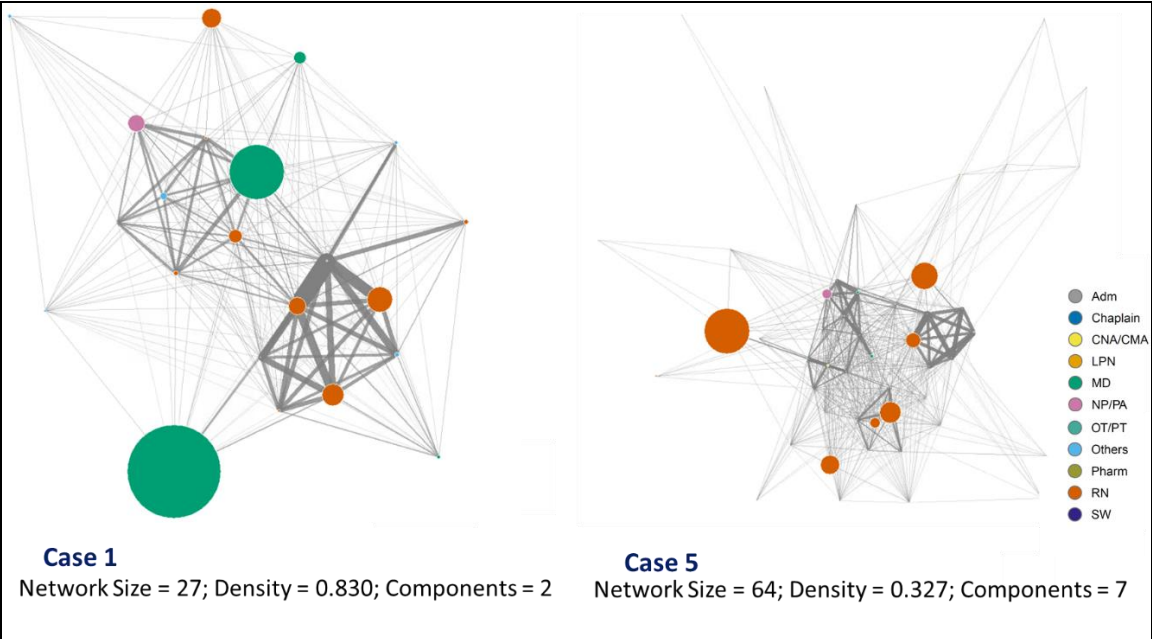 Adm
Chaplain
CNA/CMA
LPN
MD
NP/PA
OT/PT
Others
Pharm
RN
SW
Case 1
Network Size = 27; Density = 0.830; Components = 2
Case 5
Network Size = 64; Density = 0.327; Components = 7